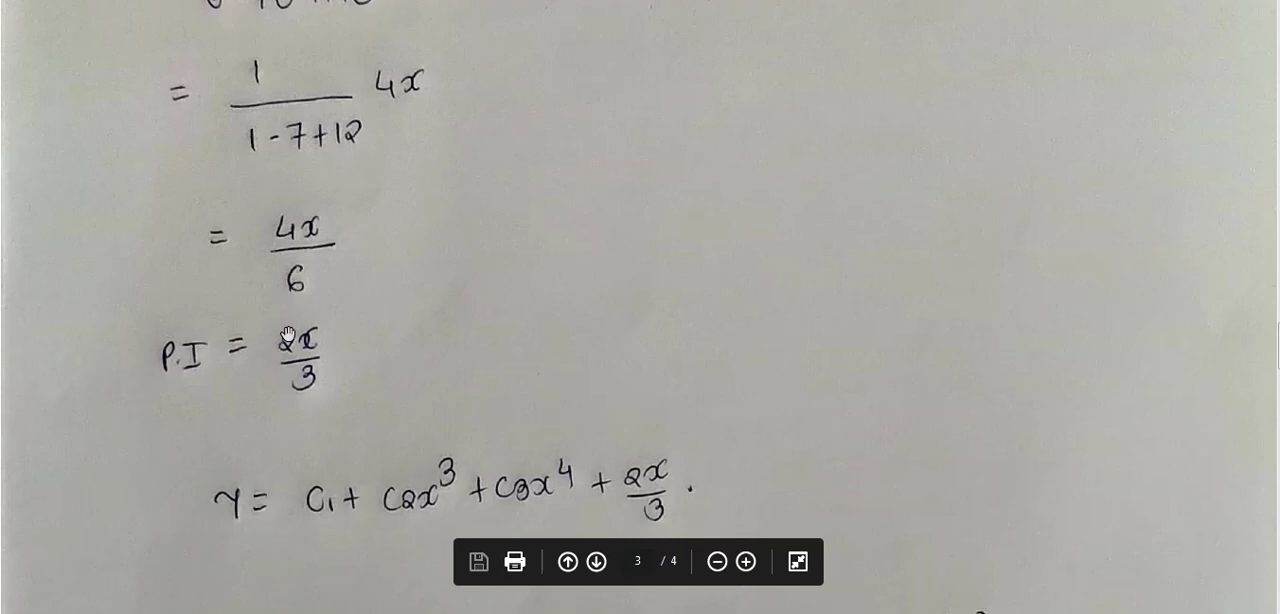 = 1/(1-7+12) 4x
= 4x/6
P.I = 2x/3
y = C1 + C2x^3 + C3x^4 + 2x/3 .
3 / 4